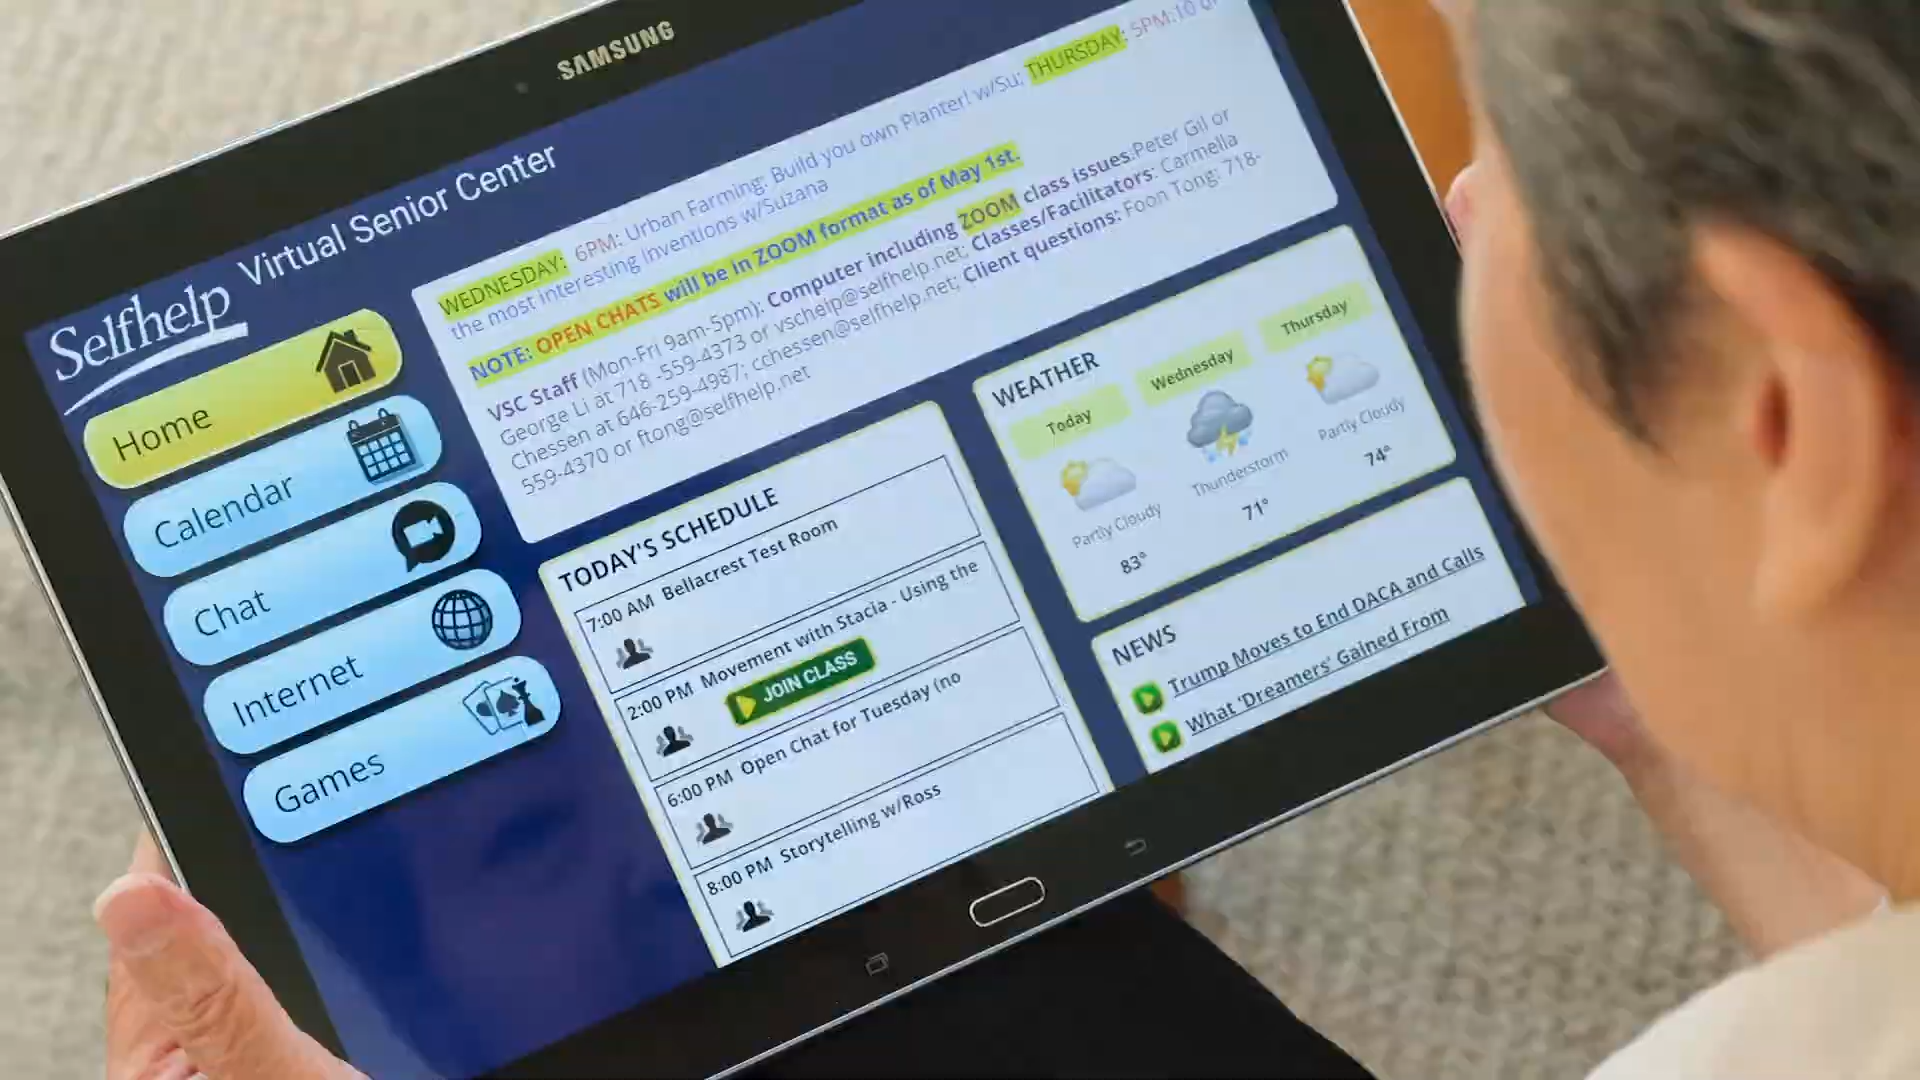 SAMSUNG
Selfhelp Virtual Senior Center
Home
Calendar
Chat
Internet
Games
WEDNESDAY: 6PM: Urban Farming: Build you own Planter! w/Su; THURSDAY: 5PM:10 of
the most interesting inventions w/Suzana
NOTE: OPEN CHATS will be in ZOOM format as of May 1st.
VSC Staff (Mon-Fri 9am-5pm): Computer including ZOOM class issues:Peter Gil or
George Li at 718 -559-4373 or vschelp@selfhelp.net; Classes/Facilitators: Carmella
Chessen at 646-259-4987; cchessen@selfhelp.net; Client questions: Foon Tong: 718-
559-4370 or ftong@selfhelp.net
TODAY'S SCHEDULE
7:00 AM Bellacrest Test Room
2:00 PM Movement with Stacia - Using the
JOIN CLASS
6:00 PM Open Chat for Tuesday (no
8:00 PM Storytelling w/Ross
WEATHER
Today Wednesday Thursday
Partly Cloudy Thunderstorm Partly Cloudy
83° 71° 74°
NEWS
Trump Moves to End DACA and Calls
What 'Dreamers' Gained From